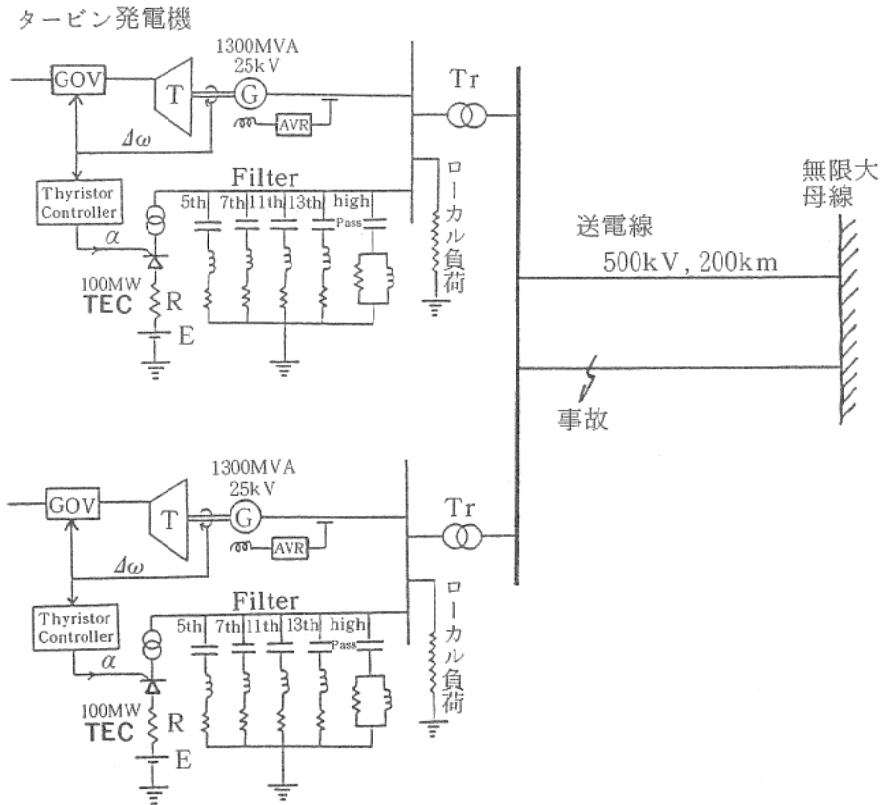 タービン発電機
1300MVA
25kV
GOV
T
G
AVR
Δω
Tr
Thyristor
Controller
α
Filter
5th 7th 11th 13th high
Pass
ローカル負荷
100MW
TEC
R
E
無限大
母線
送電線
500kV, 200km
事故
1300MVA
25kV
GOV
T
G
AVR
Δω
Tr
Thyristor
Controller
α
Filter
5th 7th 11th 13th high
Pass
ローカル負荷
100MW
TEC
R
E